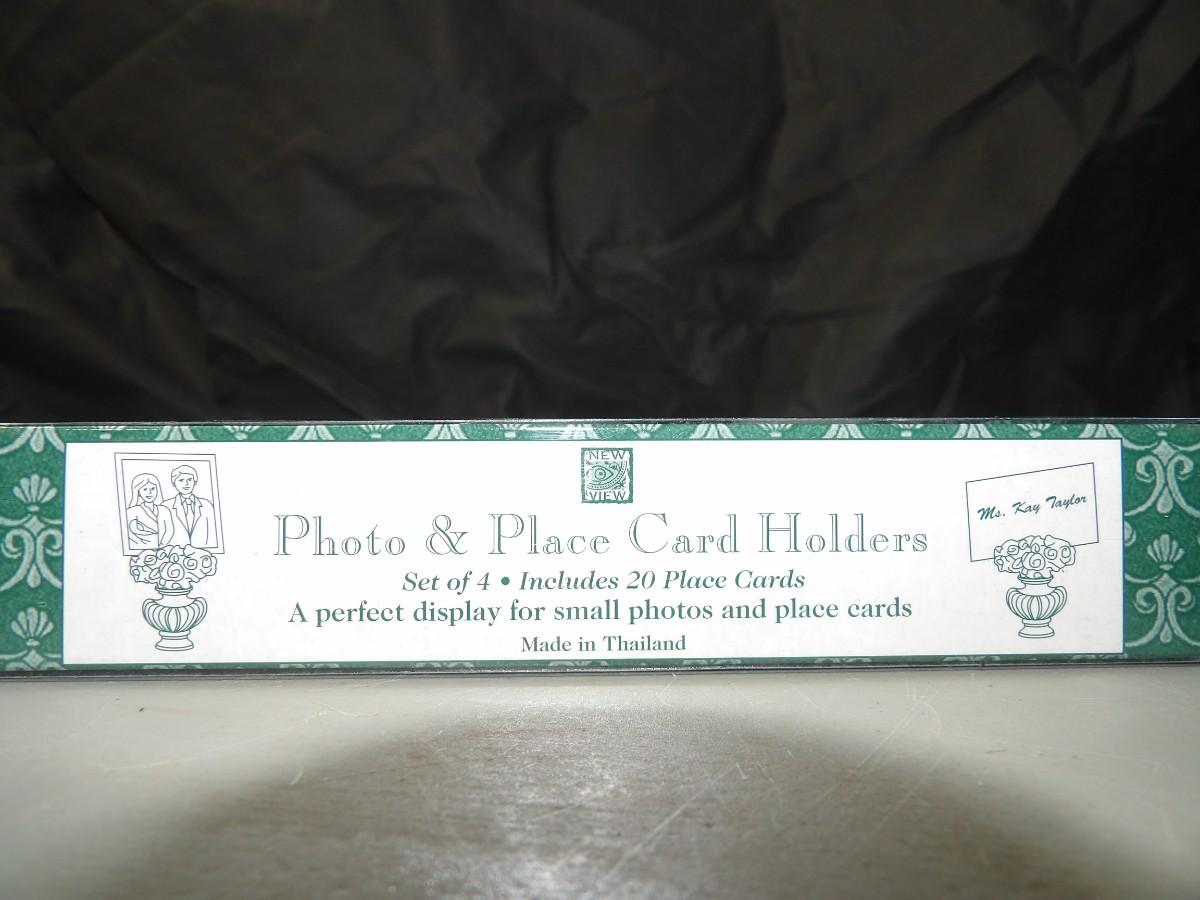 NEW
VIEW
Photo & Place Card Holders
Set of 4 • Includes 20 Place Cards
A perfect display for small photos and place cards
Made in Thailand
Ms. Kay Taylor